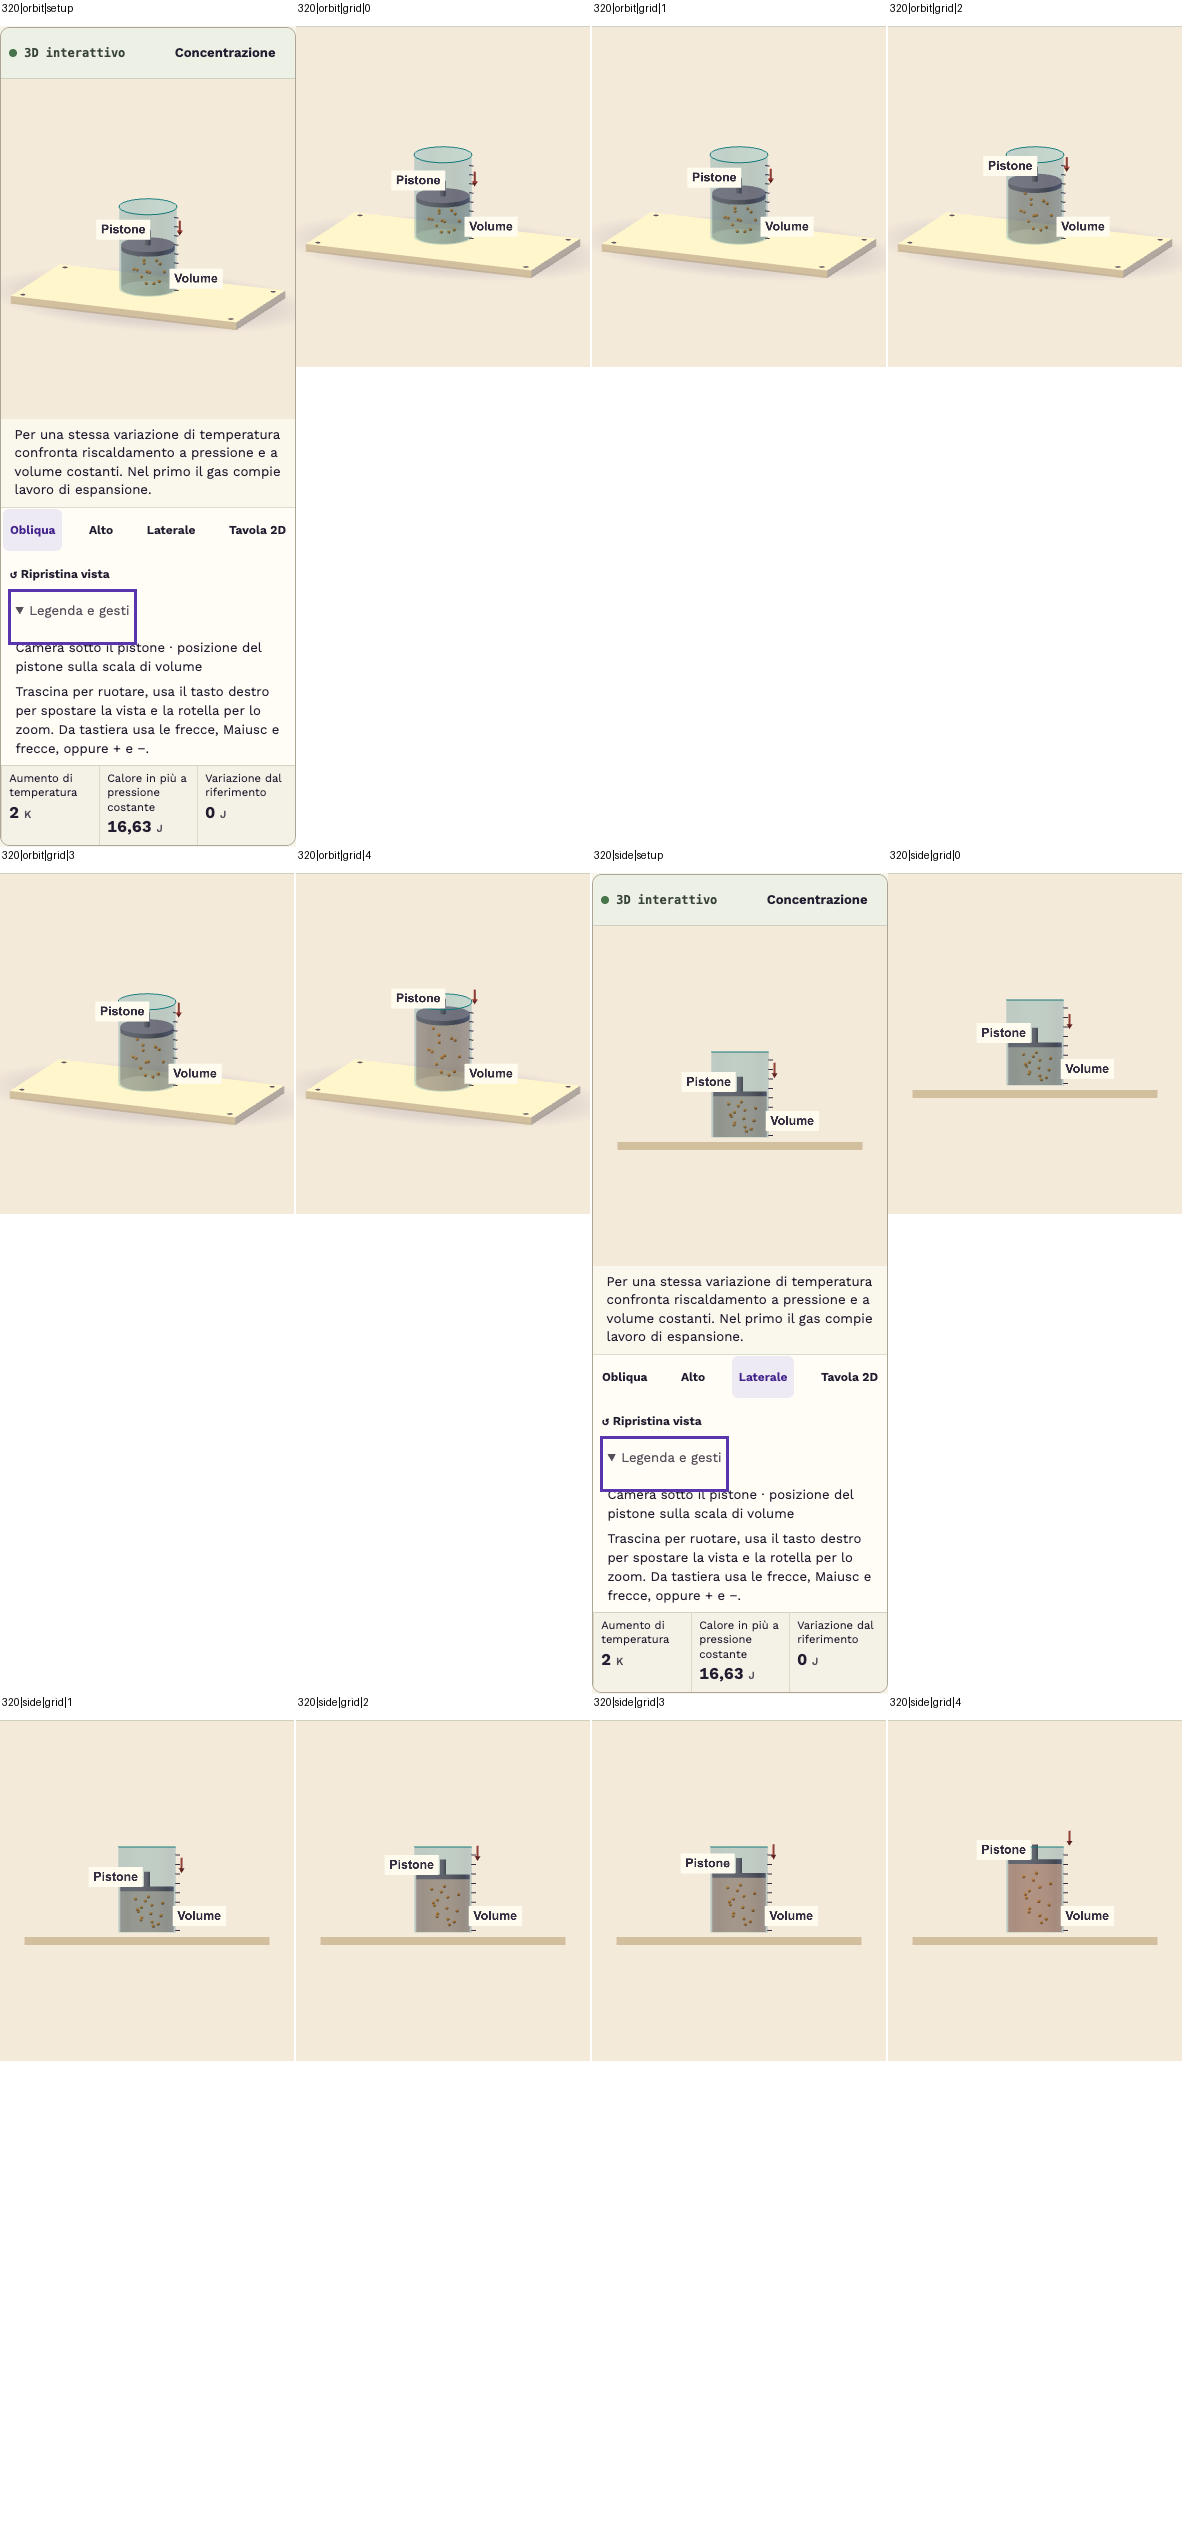 320|orbit|setup
320|orbit|grid|0
320|orbit|grid|1
320|orbit|grid|2
3D interattivo
Concentrazione
Pistone
Volume
Pistone
Volume
Pistone
Volume
Pistone
Volume
Per una stessa variazione di temperatura
confronta riscaldamento a pressione e a
volume costanti. Nel primo il gas compie
lavoro di espansione.
Obliqua
Alto
Laterale
Tavola 2D
↺ Ripristina vista
▼ Legenda e gesti
Camera sotto il pistone · posizione del
pistone sulla scala di volume
Trascina per ruotare, usa il tasto destro
per spostare la vista e la rotella per lo
zoom. Da tastiera usa le frecce, Maiusc e
frecce, oppure + e −.
Aumento di
temperatura
2 K
Calore in più a
pressione
costante
16,63 J
Variazione dal
riferimento
0 J
320|orbit|grid|3
320|orbit|grid|4
320|side|setup
320|side|grid|0
Pistone
Volume
Pistone
Volume
3D interattivo
Concentrazione
Pistone
Volume
Pistone
Volume
Per una stessa variazione di temperatura
confronta riscaldamento a pressione e a
volume costanti. Nel primo il gas compie
lavoro di espansione.
Obliqua
Alto
Laterale
Tavola 2D
↺ Ripristina vista
▼ Legenda e gesti
Camera sotto il pistone · posizione del
pistone sulla scala di volume
Trascina per ruotare, usa il tasto destro
per spostare la vista e la rotella per lo
zoom. Da tastiera usa le frecce, Maiusc e
frecce, oppure + e −.
Aumento di
temperatura
2 K
Calore in più a
pressione
costante
16,63 J
Variazione dal
riferimento
0 J
320|side|grid|1
320|side|grid|2
320|side|grid|3
320|side|grid|4
Pistone
Volume
Pistone
Volume
Pistone
Volume
Pistone
Volume